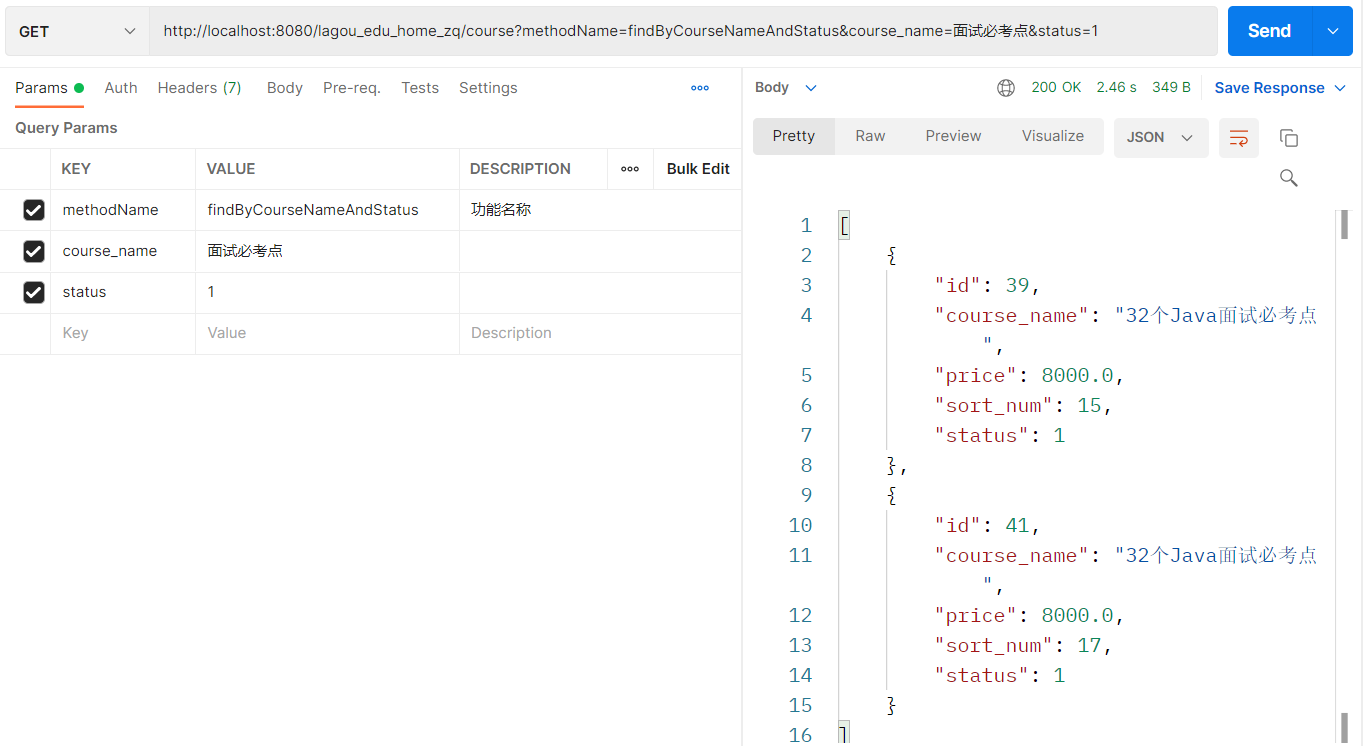 GET http://localhost:8080/lagou_edu_home_zq/course?methodName=findByCourseNameAndStatus&course_name=面试必考点&status=1 Send
Params Auth Headers (7) Body Pre-req. Tests Settings
Query Params
KEY VALUE DESCRIPTION Bulk Edit
methodName findByCourseNameAndStatus 功能名称
course_name 面试必考点
status 1
Key Value Description
Body 200 OK 2.46 s 349 B Save Response
Pretty Raw Preview Visualize JSON
1 [
2 {
3 "id": 39,
4 "course_name": "32个Java面试必考点
",
5 "price": 8000.0,
6 "sort_num": 15,
7 "status": 1
8 },
9 {
10 "id": 41,
11 "course_name": "32个Java面试必考点
",
12 "price": 8000.0,
13 "sort_num": 17,
14 "status": 1
15 }
16 ]